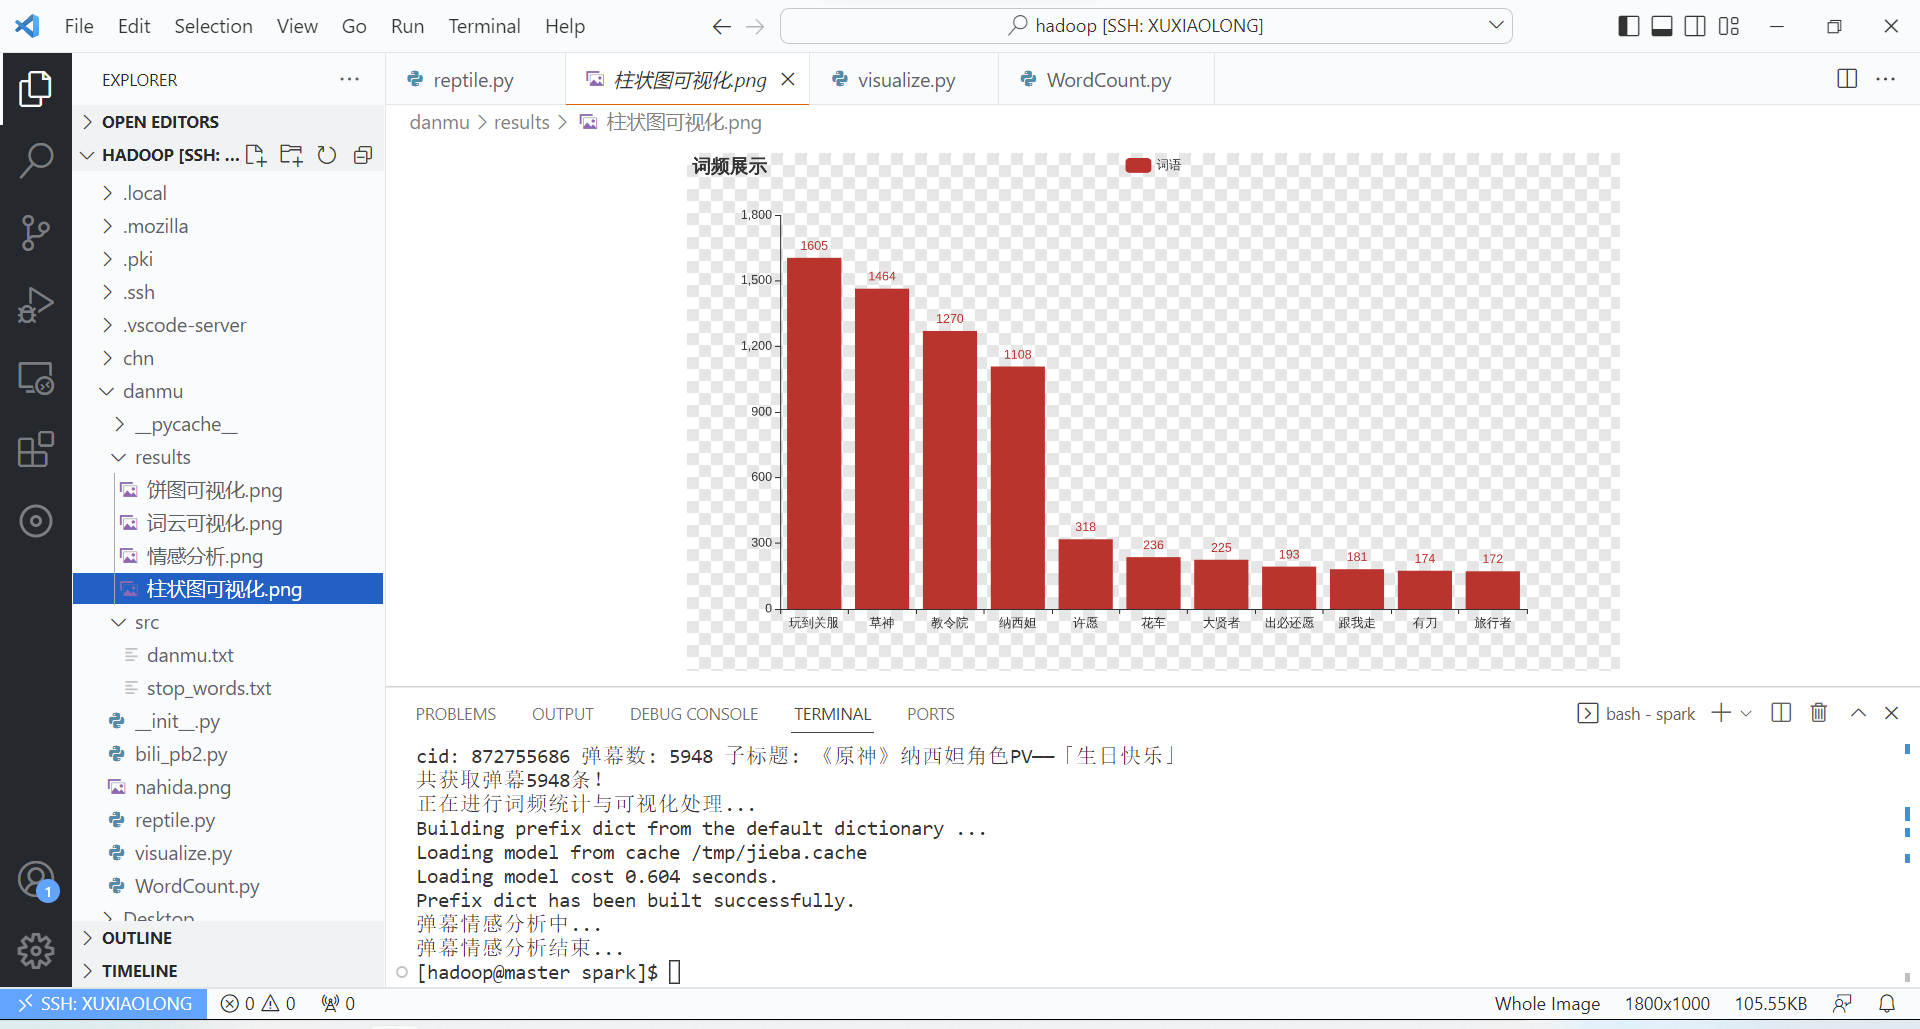 File Edit Selection View Go Run Terminal Help
hadoop [SSH: XUXIAOLONG]
EXPLORER
OPEN EDITORS
HADOOP [SSH: ...
.local
.mozilla
.pki
.ssh
.vscode-server
chn
danmu
__pycache__
results
饼图可视化.png
词云可视化.png
情感分析.png
柱状图可视化.png
src
danmu.txt
stop_words.txt
__init__.py
bili_pb2.py
nahida.png
reptile.py
visualize.py
WordCount.py
Desktop
OUTLINE
TIMELINE
1
reptile.py
柱状图可视化.png
visualize.py
WordCount.py
danmu > results > 柱状图可视化.png
词频展示
词语
1,800
1,500
1,200
900
600
300
0
1605
1464
1270
1108
318
236
225
193
181
174
172
玩到关服 草神 教令院 纳西妲 许愿 花车 大贤者 出必还愿 跟我走 有刀 旅行者
PROBLEMS OUTPUT DEBUG CONSOLE TERMINAL PORTS
bash - spark
cid: 872755686 弹幕数: 5948 子标题: 《原神》纳西妲角色PV——「生日快乐」
共获取弹幕5948条!
正在进行词频统计与可视化处理...
Building prefix dict from the default dictionary ...
Loading model from cache /tmp/jieba.cache
Loading model cost 0.604 seconds.
Prefix dict has been built successfully.
弹幕情感分析中...
弹幕情感分析结束...
[hadoop@master spark]$
SSH: XUXIAOLONG 0 0 0
Whole Image 1800x1000 105.55KB